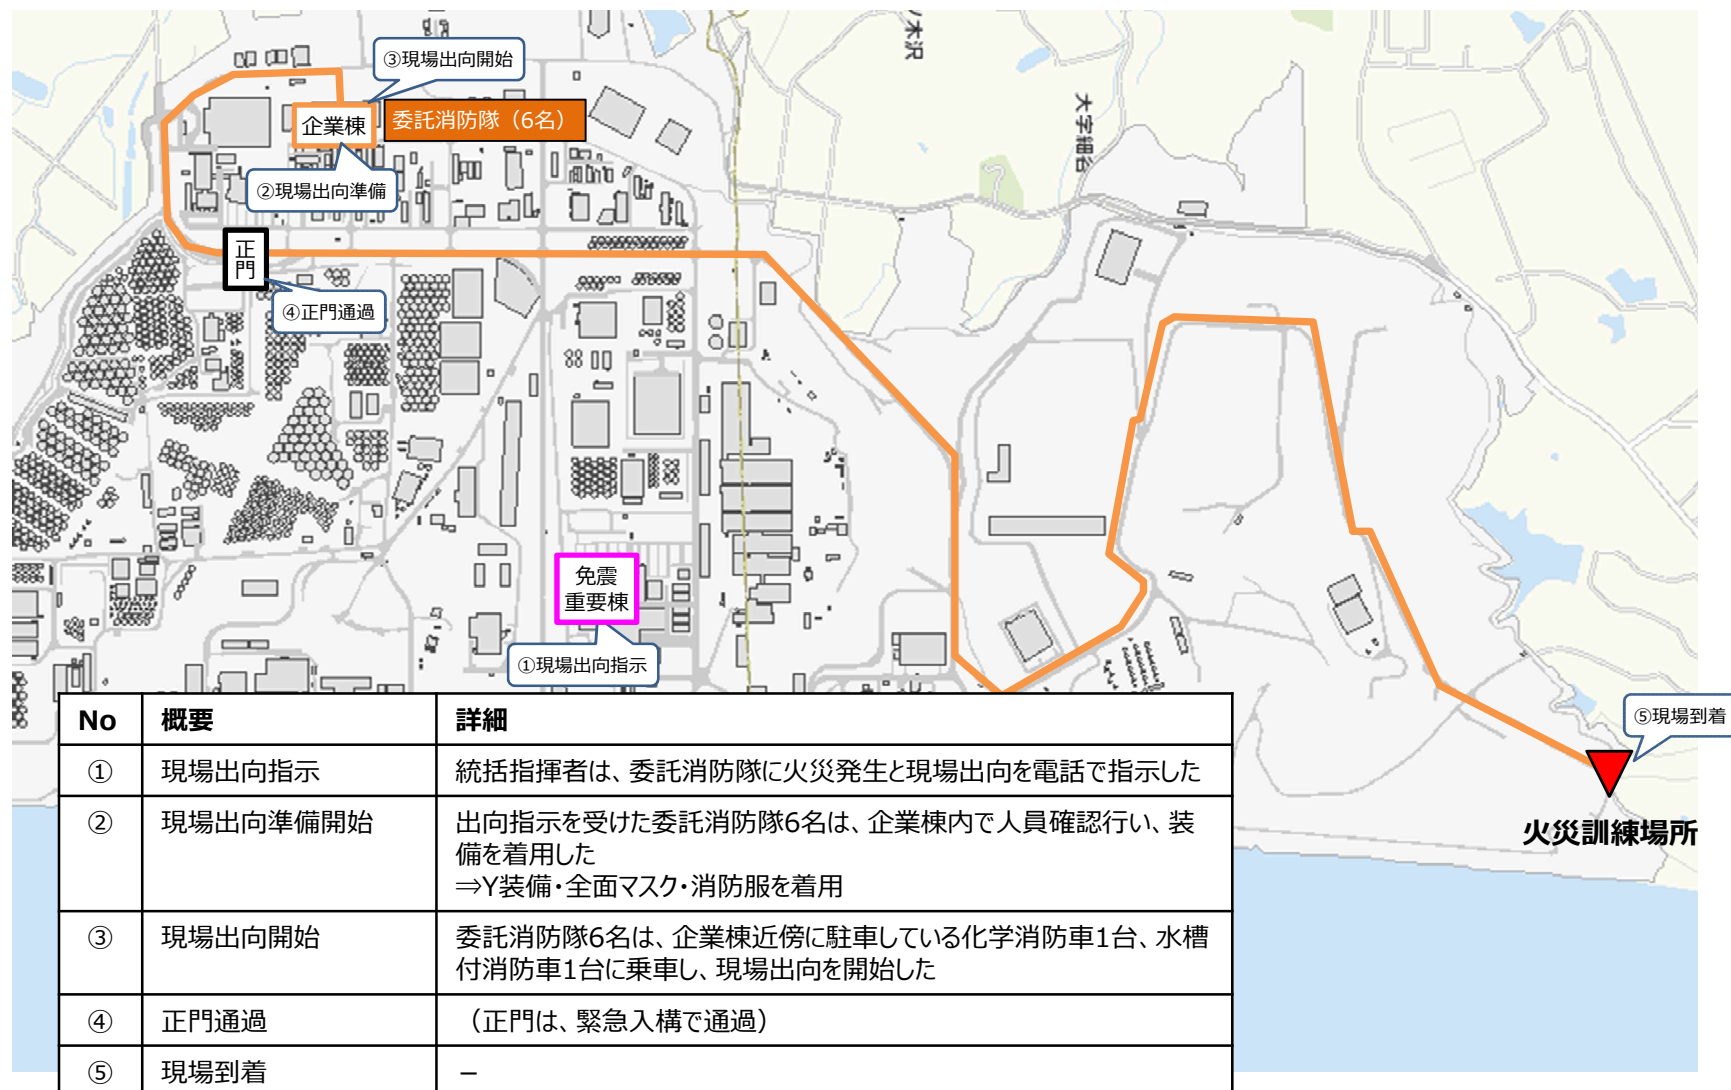 ノ木沢
③現場出向開始
企業棟
委託消防隊（6名）
大字細谷
②現場出向準備
正門
④正門通過
免震
重要棟
①現場出向指示
⑤現場到着
火災訓練場所
No 概要 詳細
① 現場出向指示 統括指揮者は、委託消防隊に火災発生と現場出向を電話で指示した
② 現場出向準備開始 出向指示を受けた委託消防隊6名は、企業棟内で人員確認行い、装
備を着用した
⇒Y装備・全面マスク・消防服を着用
③ 現場出向開始 委託消防隊6名は、企業棟近傍に駐車している化学消防車1台、水槽
付消防車1台に乗車し、現場出向を開始した
④ 正門通過 （正門は、緊急入構で通過）
⑤ 現場到着 －